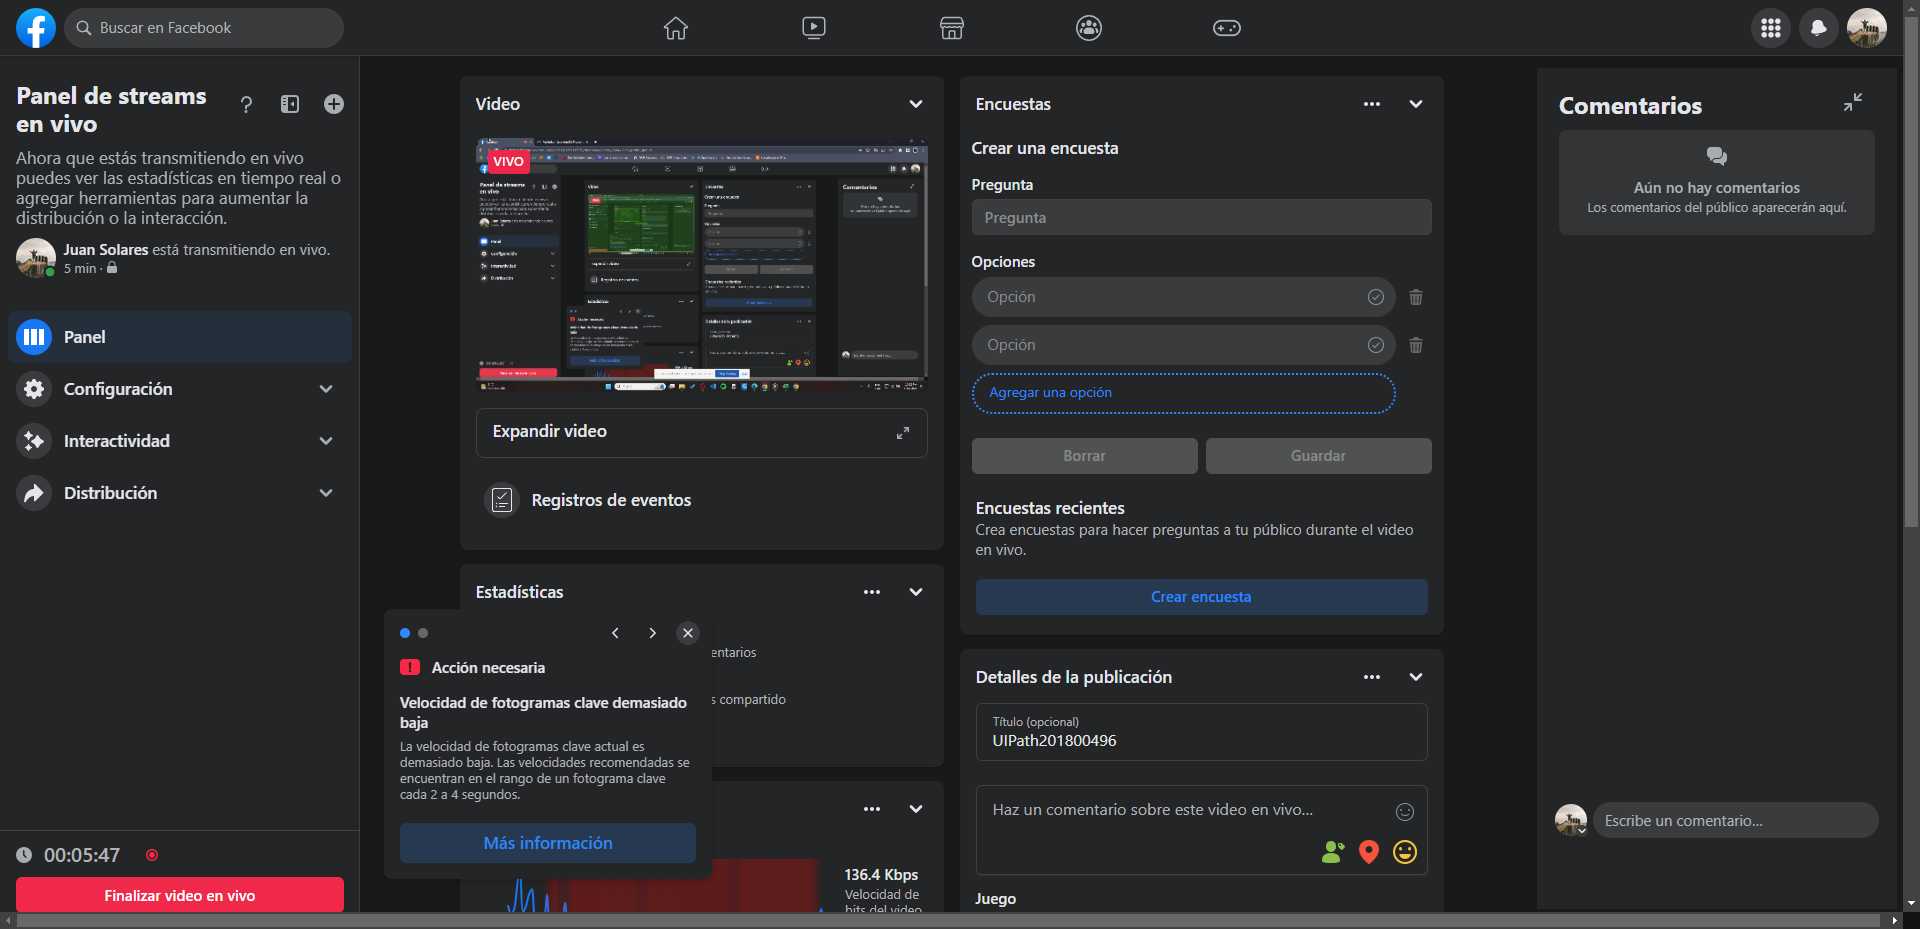 Buscar en Facebook
Panel de streams
en vivo
Ahora que estás transmitiendo en vivo
puedes ver las estadísticas en tiempo real o
agregar herramientas para aumentar la
distribución o la interacción.
Juan Solares está transmitiendo en vivo.
5 min ·
Panel
Configuración
Interactividad
Distribución
00:05:47
Finalizar video en vivo
Video
VIVO
Expandir video
Registros de eventos
Estadísticas
entarios
s compartido
Acción necesaria
Velocidad de fotogramas clave demasiado
baja
La velocidad de fotogramas clave actual es
demasiado baja. Las velocidades recomendadas se
encuentran en el rango de un fotograma clave
cada 2 a 4 segundos.
Más información
136.4 Kbps
Velocidad de
bits del video
Encuestas
Crear una encuesta
Pregunta
Pregunta
Opciones
Opción
Opción
Agregar una opción
Borrar
Guardar
Encuestas recientes
Crea encuestas para hacer preguntas a tu público durante el video
en vivo.
Crear encuesta
Detalles de la publicación
Título (opcional)
UIPath201800496
Haz un comentario sobre este video en vivo...
Juego
Comentarios
Aún no hay comentarios
Los comentarios del público aparecerán aquí.
Escribe un comentario...